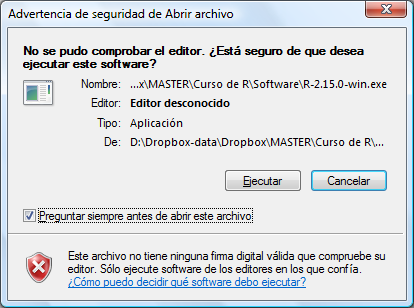 Advertencia de seguridad de Abrir archivo
No se pudo comprobar el editor. ¿Está seguro de que desea
ejecutar este software?
Nombre: ...x\MASTER\Curso de R\Software\R-2.15.0-win.exe
Editor: Editor desconocido
Tipo: Aplicación
De: D:\Dropbox-data\Dropbox\MASTER\Curso de R\...
Ejecutar Cancelar
Preguntar siempre antes de abrir este archivo
Este archivo no tiene ninguna firma digital válida que compruebe su
editor. Sólo ejecute software de los editores en los que confía.
¿Cómo puedo decidir qué software debo ejecutar?